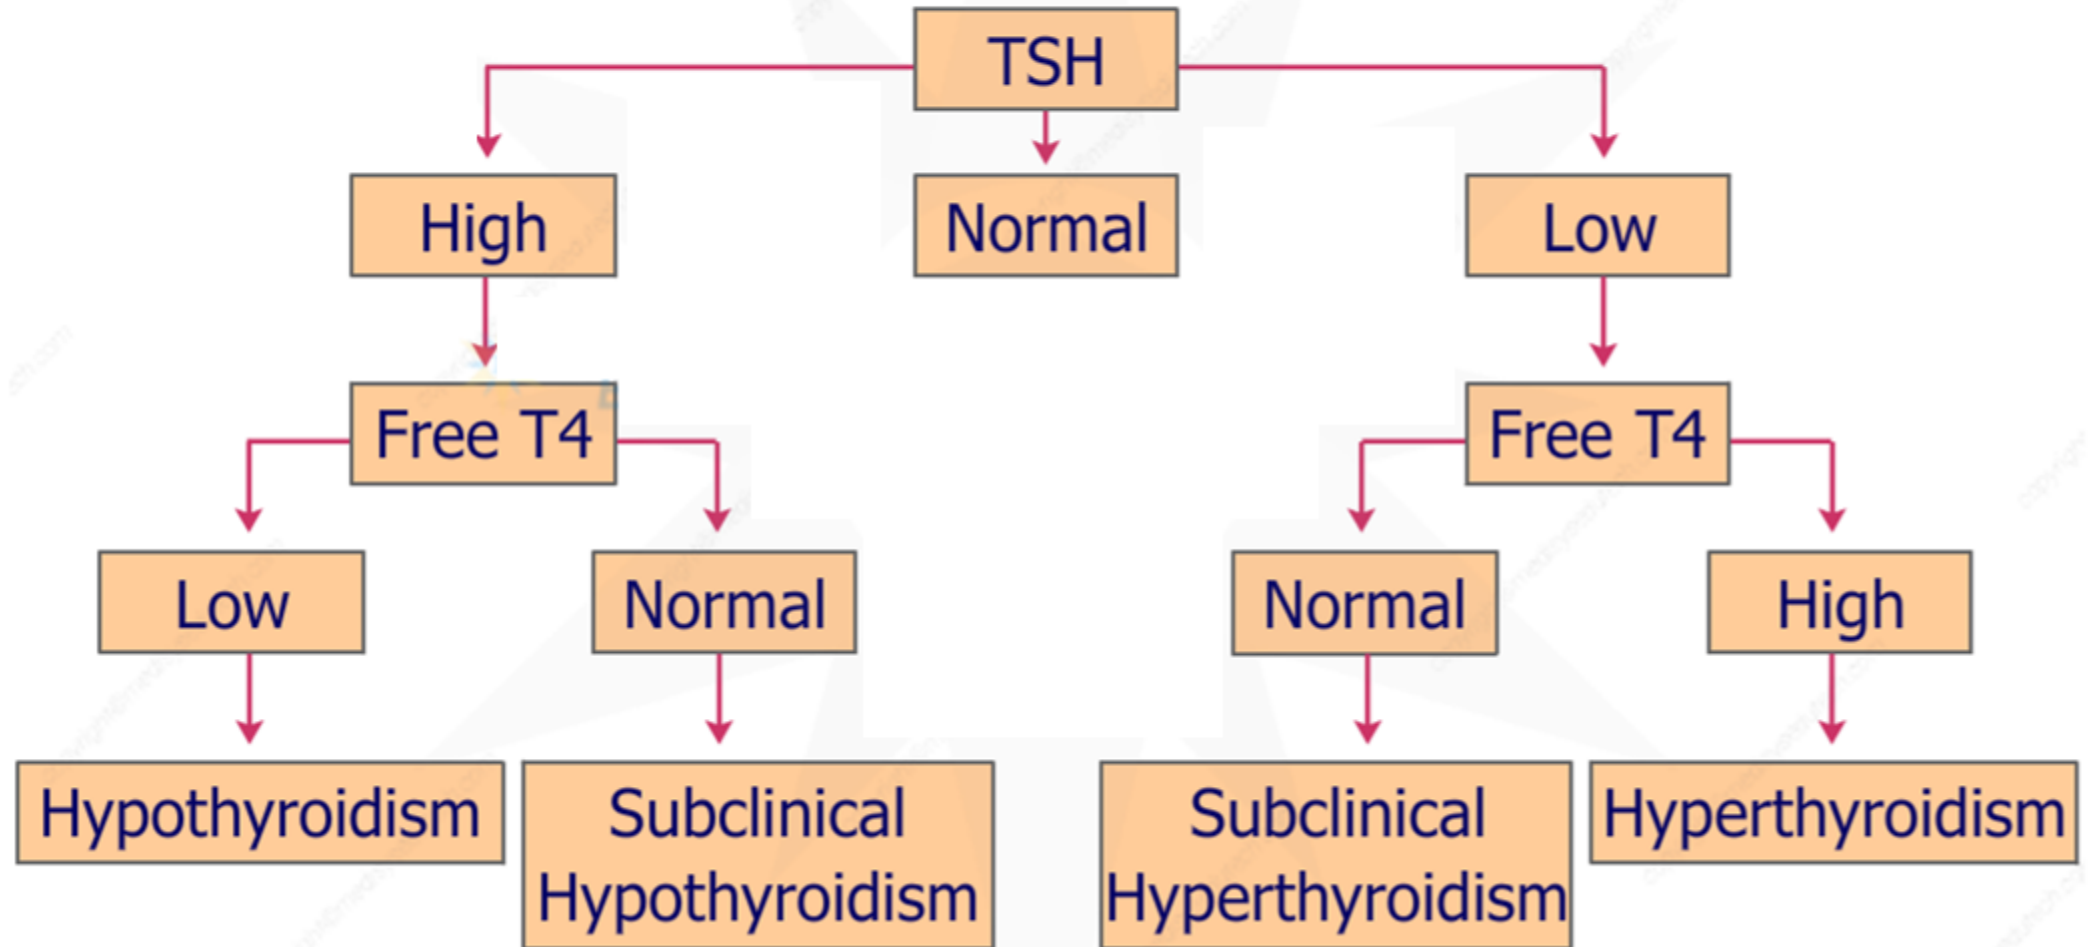 TSH
High
Normal
Low
Free T4
Free T4
Low
Normal
Normal
High
Hypothyroidism
Subclinical
Hypothyroidism
Subclinical
Hyperthyroidism
Hyperthyroidism